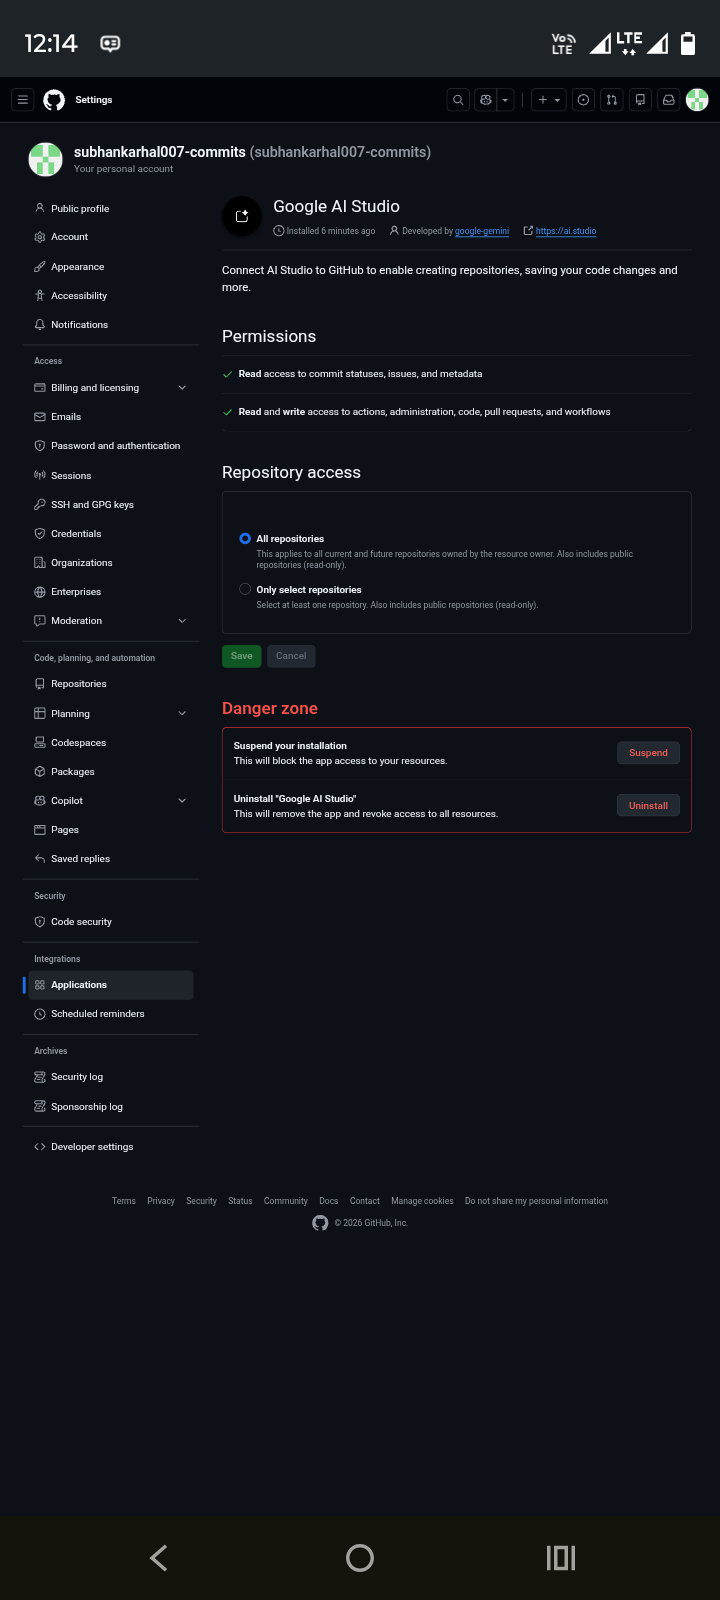 12:14
Vo
LTE
LTE
Settings
subhankarhal007-commits (subhankarhal007-commits)
Your personal account
Public profile
Account
Appearance
Accessibility
Notifications
Access
Billing and licensing
Emails
Password and authentication
Sessions
SSH and GPG keys
Credentials
Organizations
Enterprises
Moderation
Code, planning, and automation
Repositories
Planning
Codespaces
Packages
Copilot
Pages
Saved replies
Security
Code security
Integrations
Applications
Scheduled reminders
Archives
Security log
Sponsorship log
Developer settings
Google AI Studio
Installed 6 minutes ago Developed by google-gemini https://ai.studio
Connect AI Studio to GitHub to enable creating repositories, saving your code changes and
more.
Permissions
Read access to commit statuses, issues, and metadata
Read and write access to actions, administration, code, pull requests, and workflows
Repository access
All repositories
This applies to all current and future repositories owned by the resource owner. Also includes public
repositories (read-only).
Only select repositories
Select at least one repository. Also includes public repositories (read-only).
Save Cancel
Danger zone
Suspend your installation
This will block the app access to your resources.
Suspend
Uninstall "Google AI Studio"
This will remove the app and revoke access to all resources.
Uninstall
Terms Privacy Security Status Community Docs Contact Manage cookies Do not share my personal information
© 2026 GitHub, Inc.